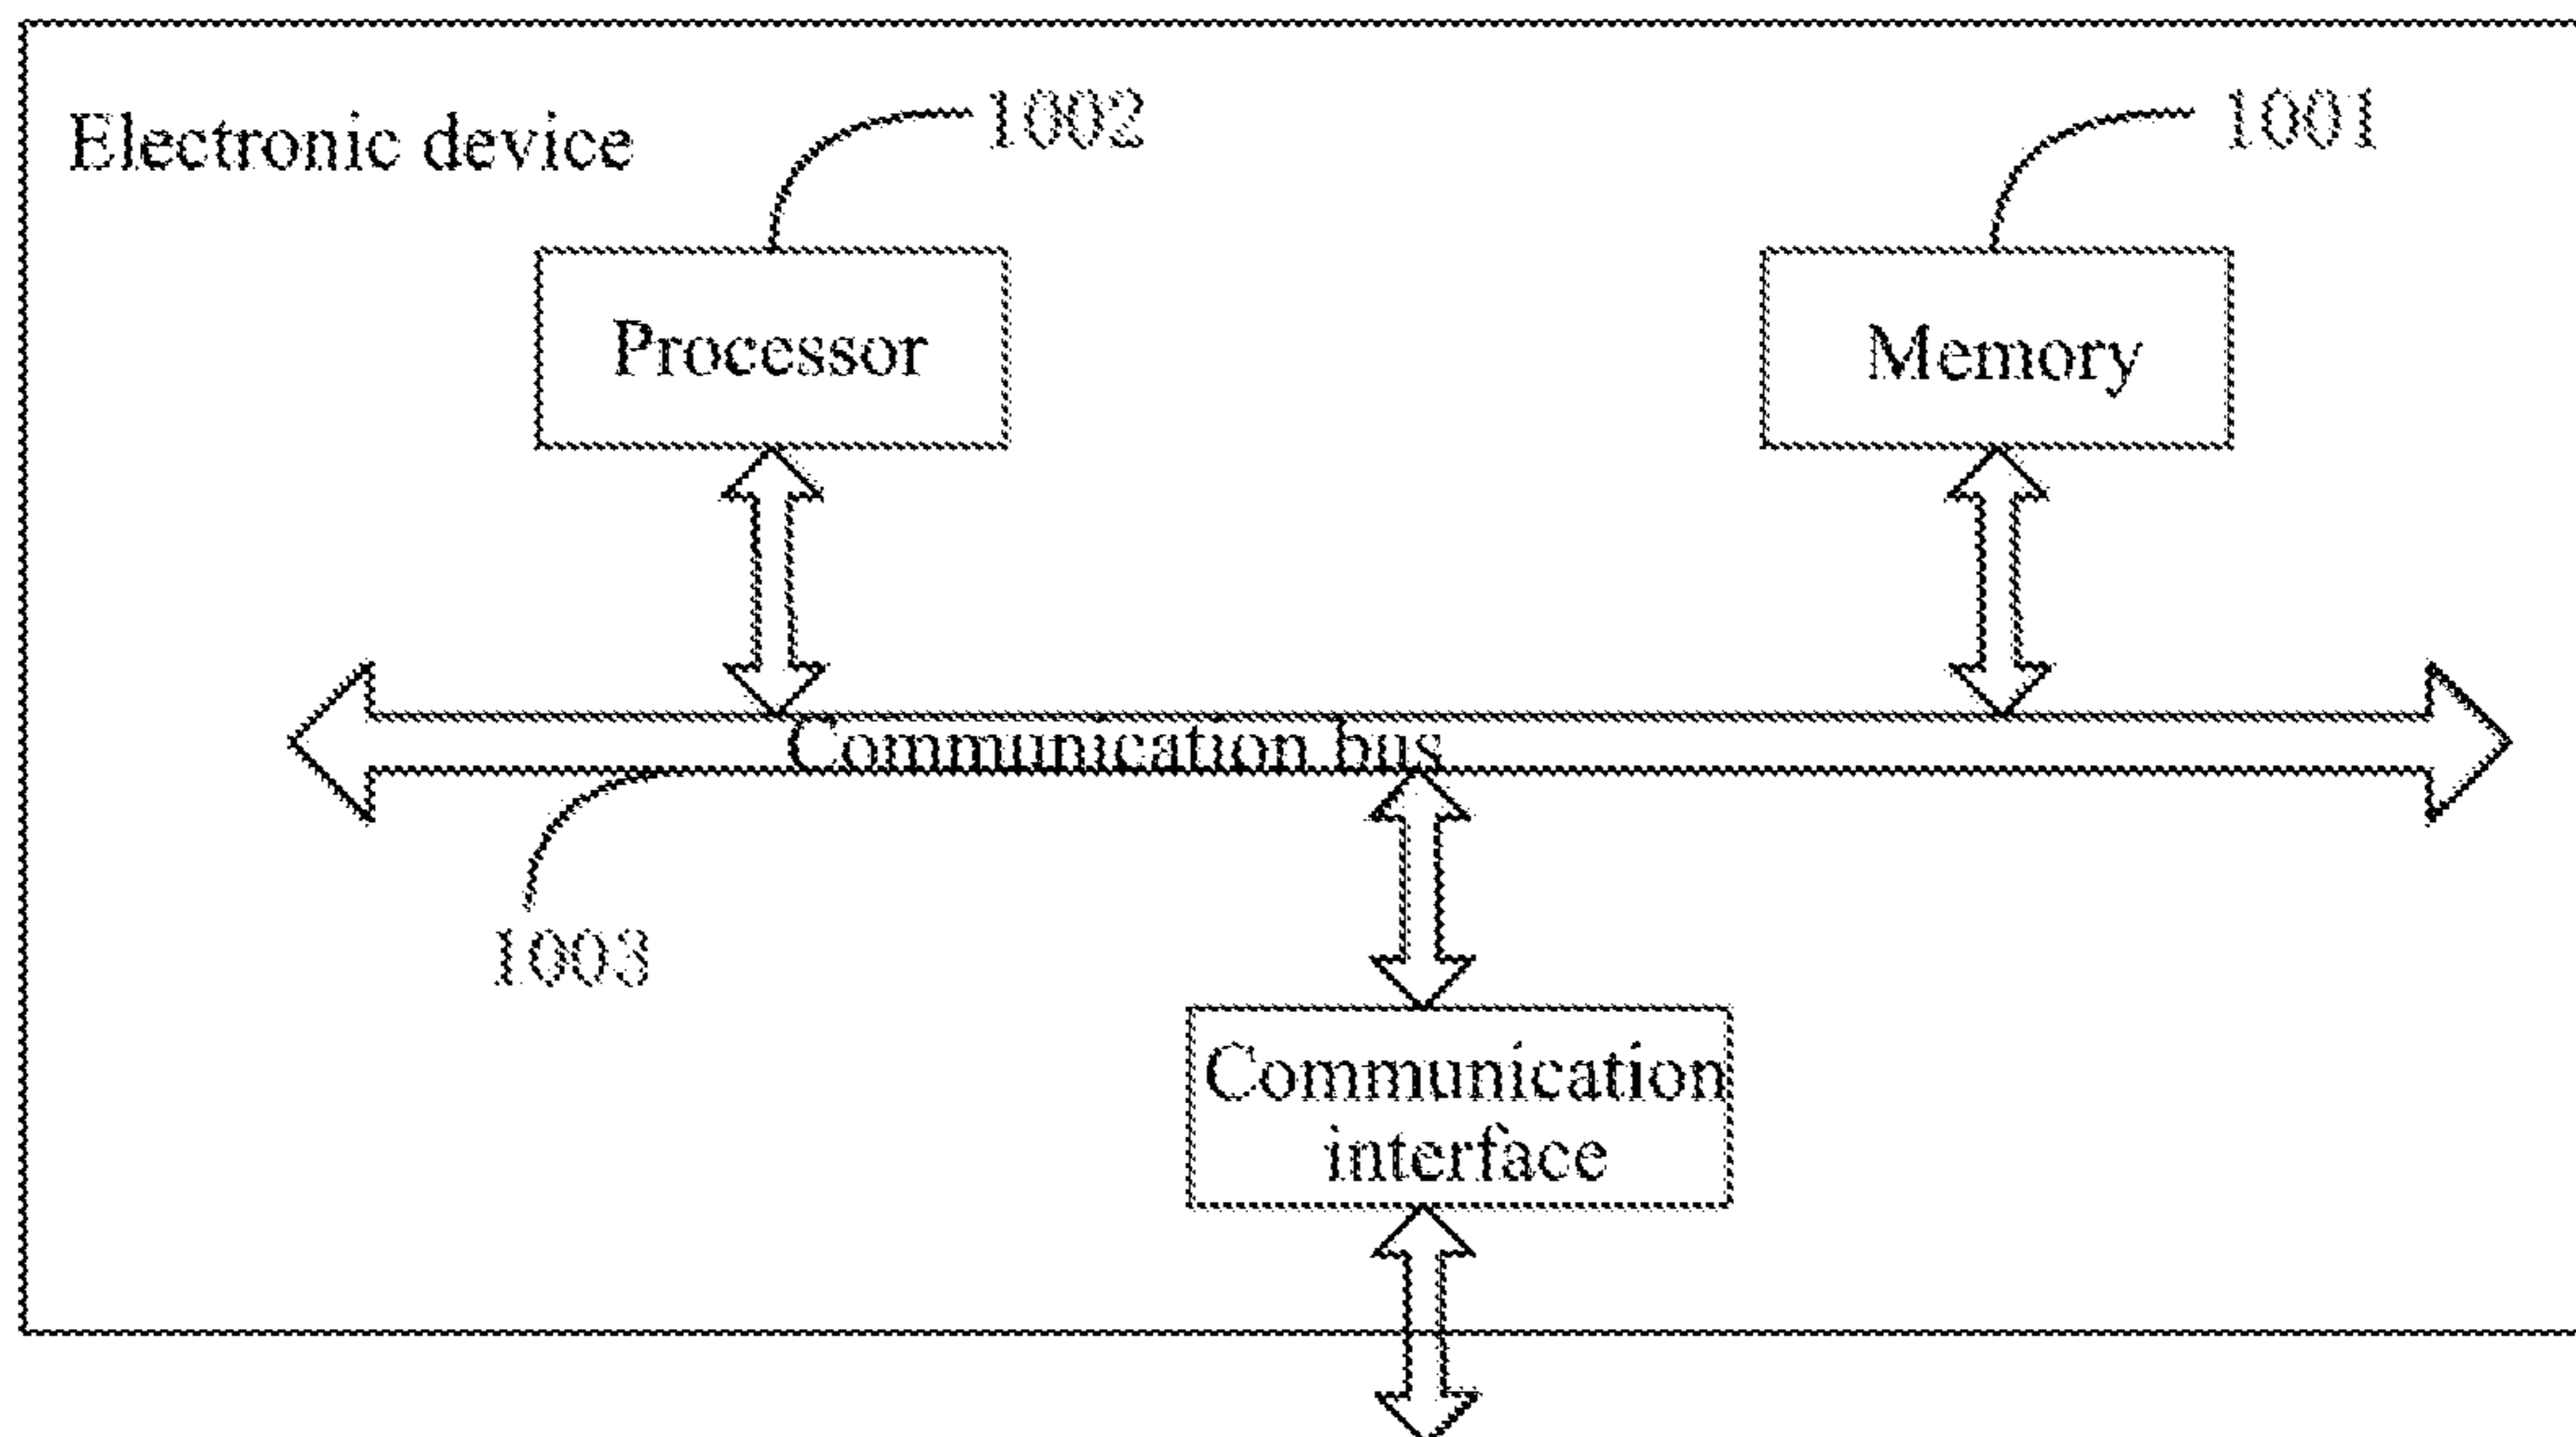 Electronic device
1002
1001
Processor
Memory
Communication bus
1003
Communication
interface